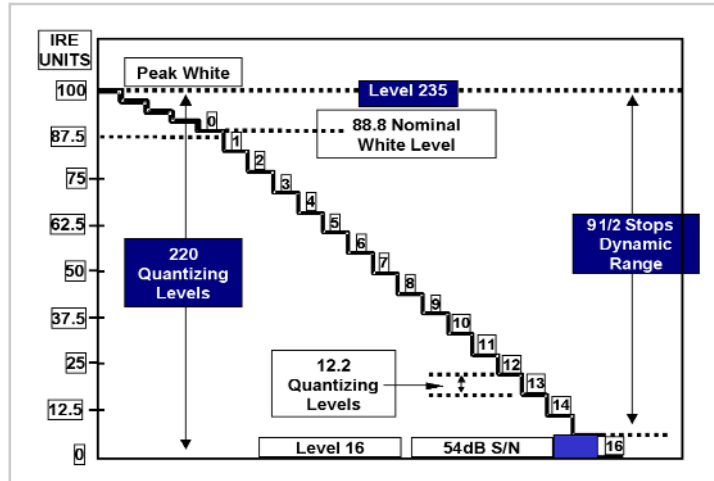 IRE
UNITS
Peak White
100
Level 235
0
88.8 Nominal
White Level
87.5
1
2
75
3
4
62.5
5
9 1/2 Stops
Dynamic
Range
220
Quantizing
Levels
6
50
7
8
37.5
9
10
11
25
12.2
Quantizing
Levels
12
13
12.5
14
0
Level 16
54dB S/N
16